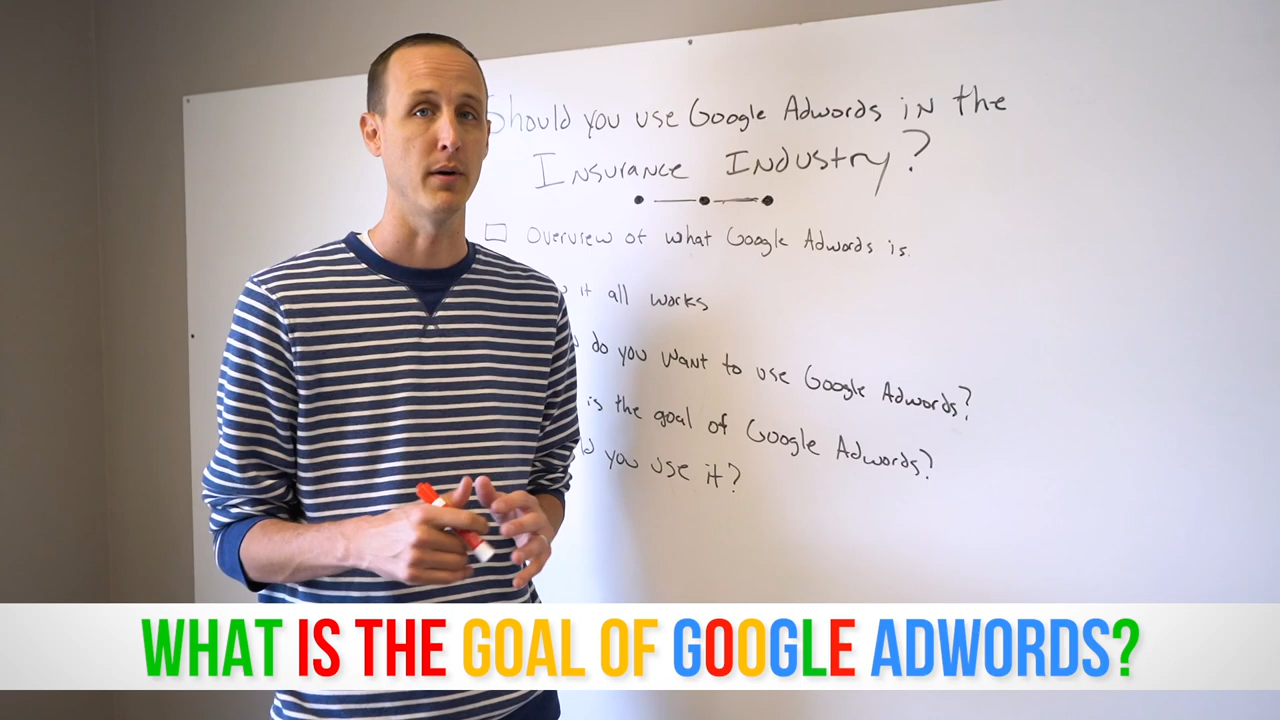 Should you use Google Adwords in the
Insurance Industry?
Overview of what Google Adwords is.
it all works
do you want to use Google Adwords?
is the goal of Google Adwords?
you use it?
WHAT IS THE GOAL OF GOOGLE ADWORDS?